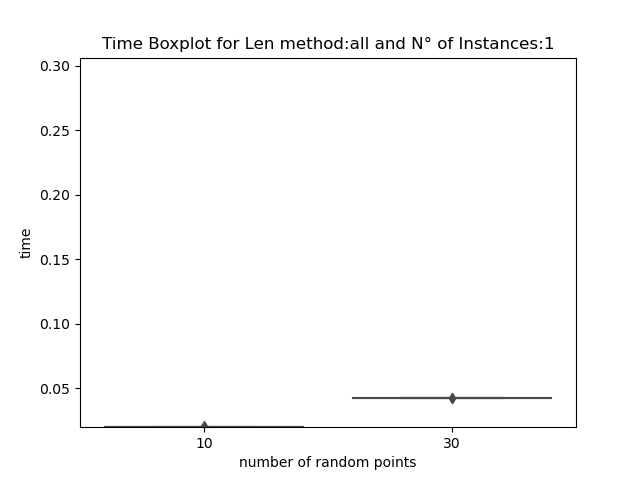 Time Boxplot for Len method:all and N° of Instances:1
0.30
0.25
0.20
0.15
0.10
0.05
time
10 30
number of random points